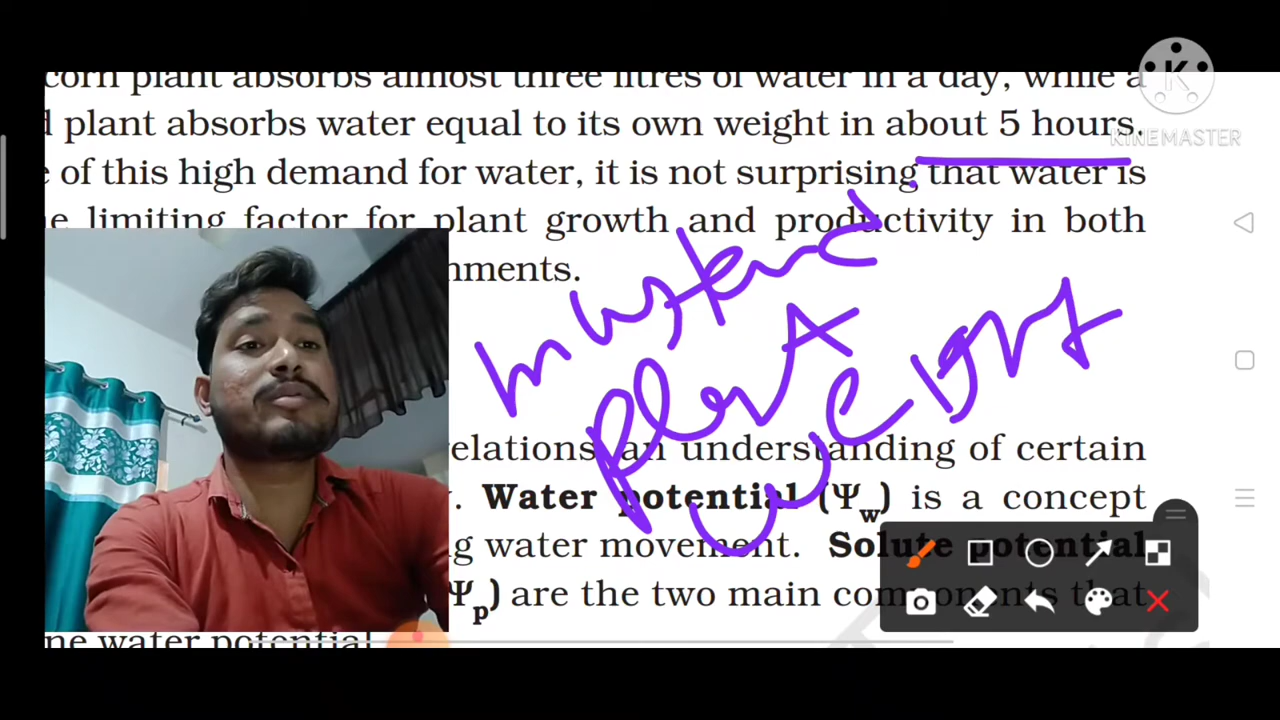 corn plant absorbs almost three litres of water in a day, while a
plant absorbs water equal to its own weight in about 5 hours.
of this high demand for water, it is not surprising that water is
limiting factor for plant growth and productivity in both
nments.
mustard
plant
weight
elations, an understanding of certain
Water potential (Ψw) is a concept
g water movement. Solute potential
Ψp) are the two main components that
ne water potential.
KINEMASTER